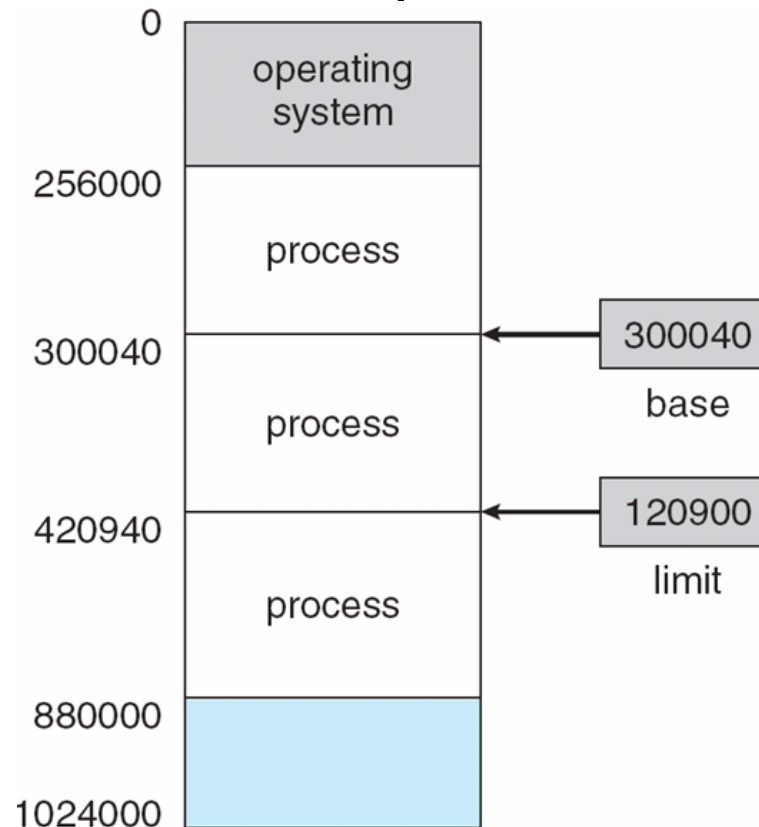 0
operating
system
256000
process
300040
300040
base
process
420940
120900
limit
process
880000
1024000